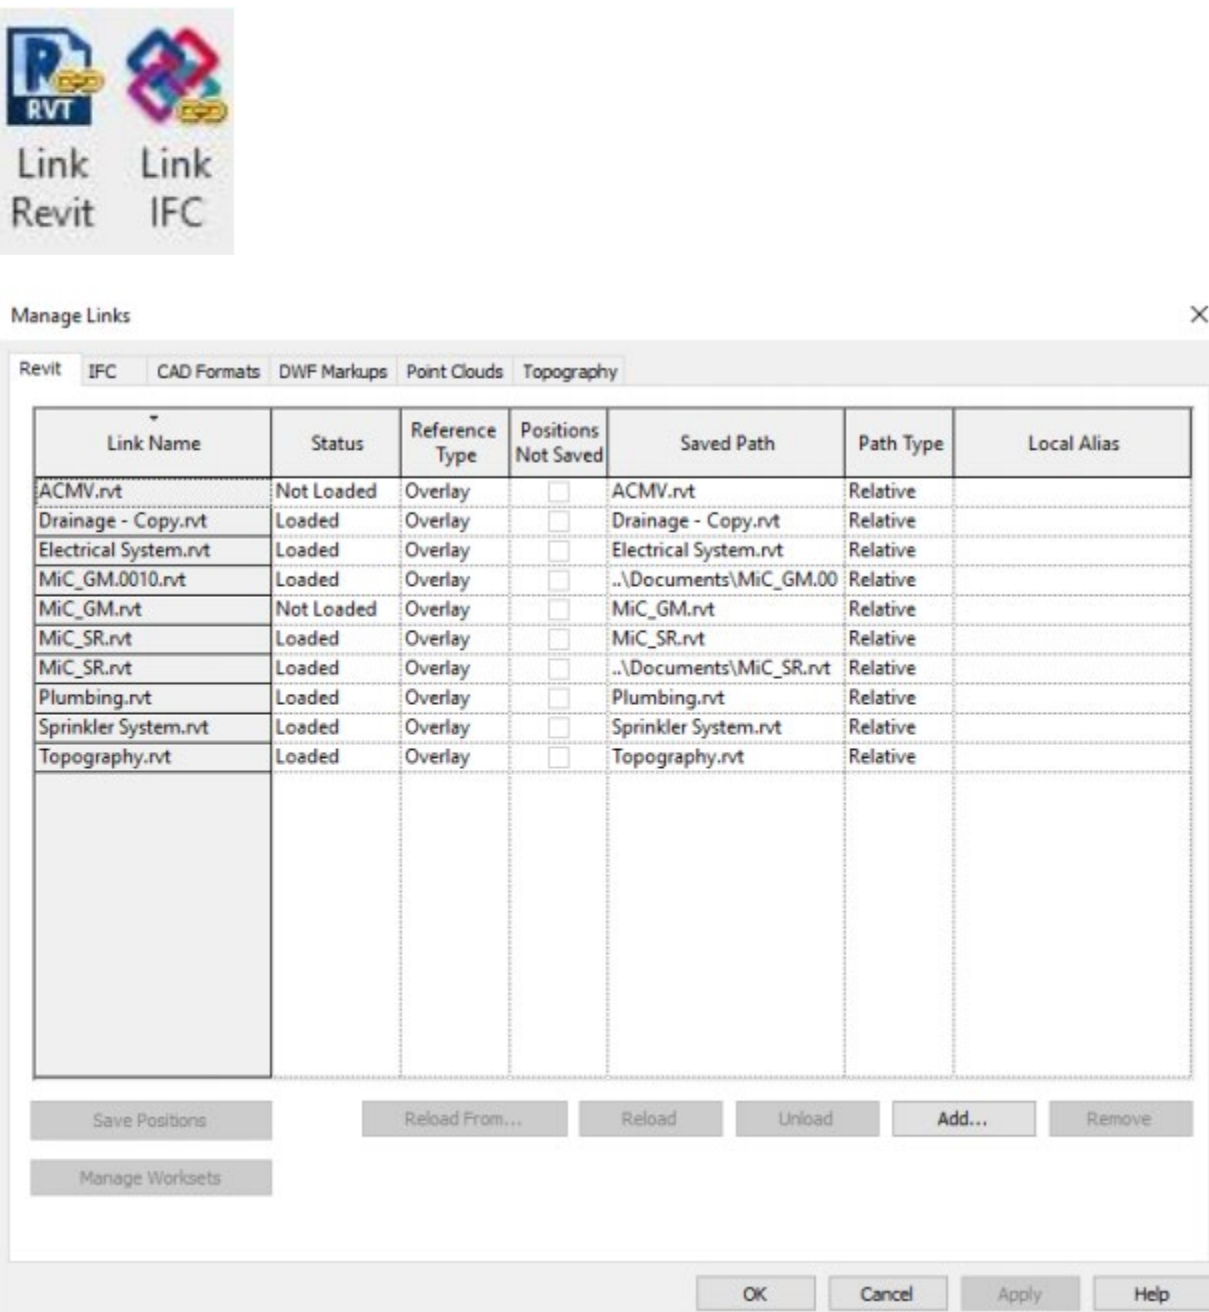 RVT
Link Link
Revit IFC
Manage Links
Revit IFC CAD Formats DWF Markups Point Clouds Topography
Link Name Status Reference Type Positions Not Saved Saved Path Path Type Local Alias
ACMV.rvt Not Loaded Overlay ACMV.rvt Relative
Drainage - Copy.rvt Loaded Overlay Drainage - Copy.rvt Relative
Electrical System.rvt Loaded Overlay Electrical System.rvt Relative
MiC_GM.0010.rvt Loaded Overlay ..\Documents\MiC_GM.00 Relative
MiC_GM.rvt Not Loaded Overlay MiC_GM.rvt Relative
MiC_SR.rvt Loaded Overlay MiC_SR.rvt Relative
MiC_SR.rvt Loaded Overlay ..\Documents\MiC_SR.rvt Relative
Plumbing.rvt Loaded Overlay Plumbing.rvt Relative
Sprinkler System.rvt Loaded Overlay Sprinkler System.rvt Relative
Topography.rvt Loaded Overlay Topography.rvt Relative
Save Positions Reload From... Reload Unload Add... Remove
Manage Worksets
OK Cancel Apply Help